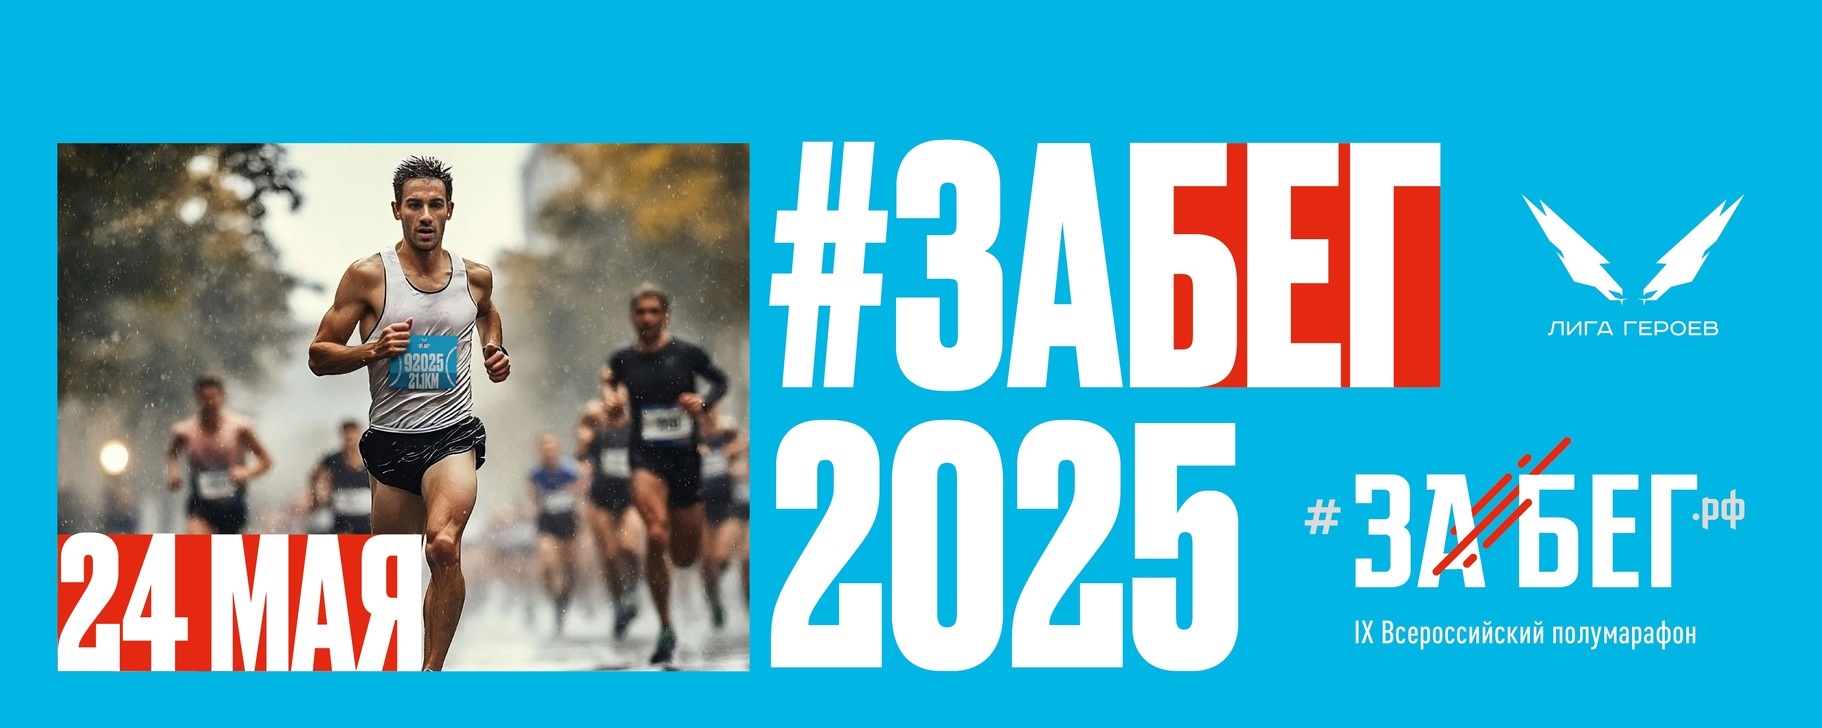 #ЗАБЕГ
2025
24 МАЯ
92025
21.1KM
ЛИГА ГЕРОЕВ
#ЗАБЕГ.рф
IX Всероссийский полумарафон